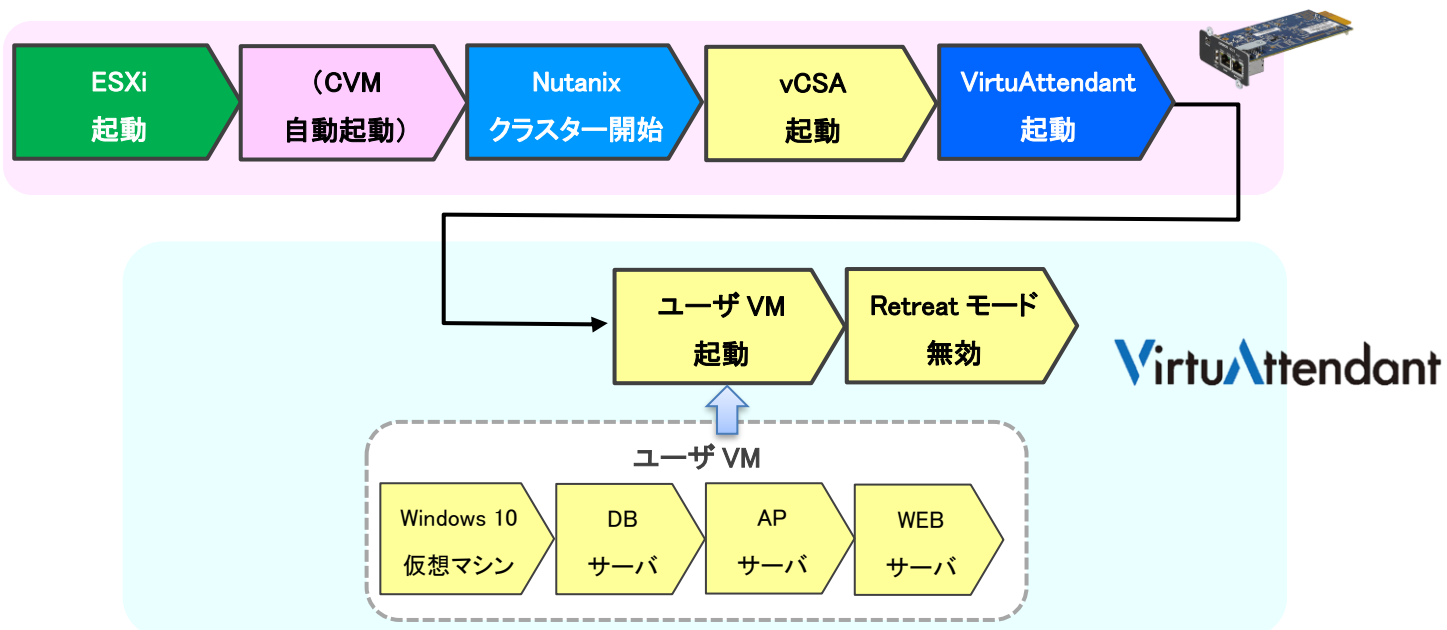 ESXi
起動
(CVM
自動起動)
Nutanix
クラスター開始
vCSA
起動
VirtuAttendant
起動
ユーザ VM
起動
Retreat モード
無効
VirtuAttendant
ユーザ VM
Windows 10
仮想マシン
DB
サーバ
AP
サーバ
WEB
サーバ